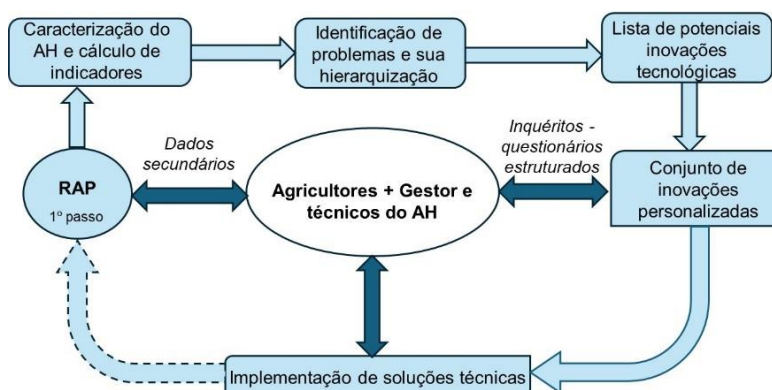 Caracterização do
AH e cálculo de
indicadores
Identificação de
problemas e sua
hierarquização
Lista de potenciais
inovações
tecnológicas
Dados
secundários
Inquéritos -
questionários
estruturados
RAP
1º passo
Agricultores + Gestor e
técnicos do AH
Conjunto de
inovações
personalizadas
Implementação de soluções técnicas